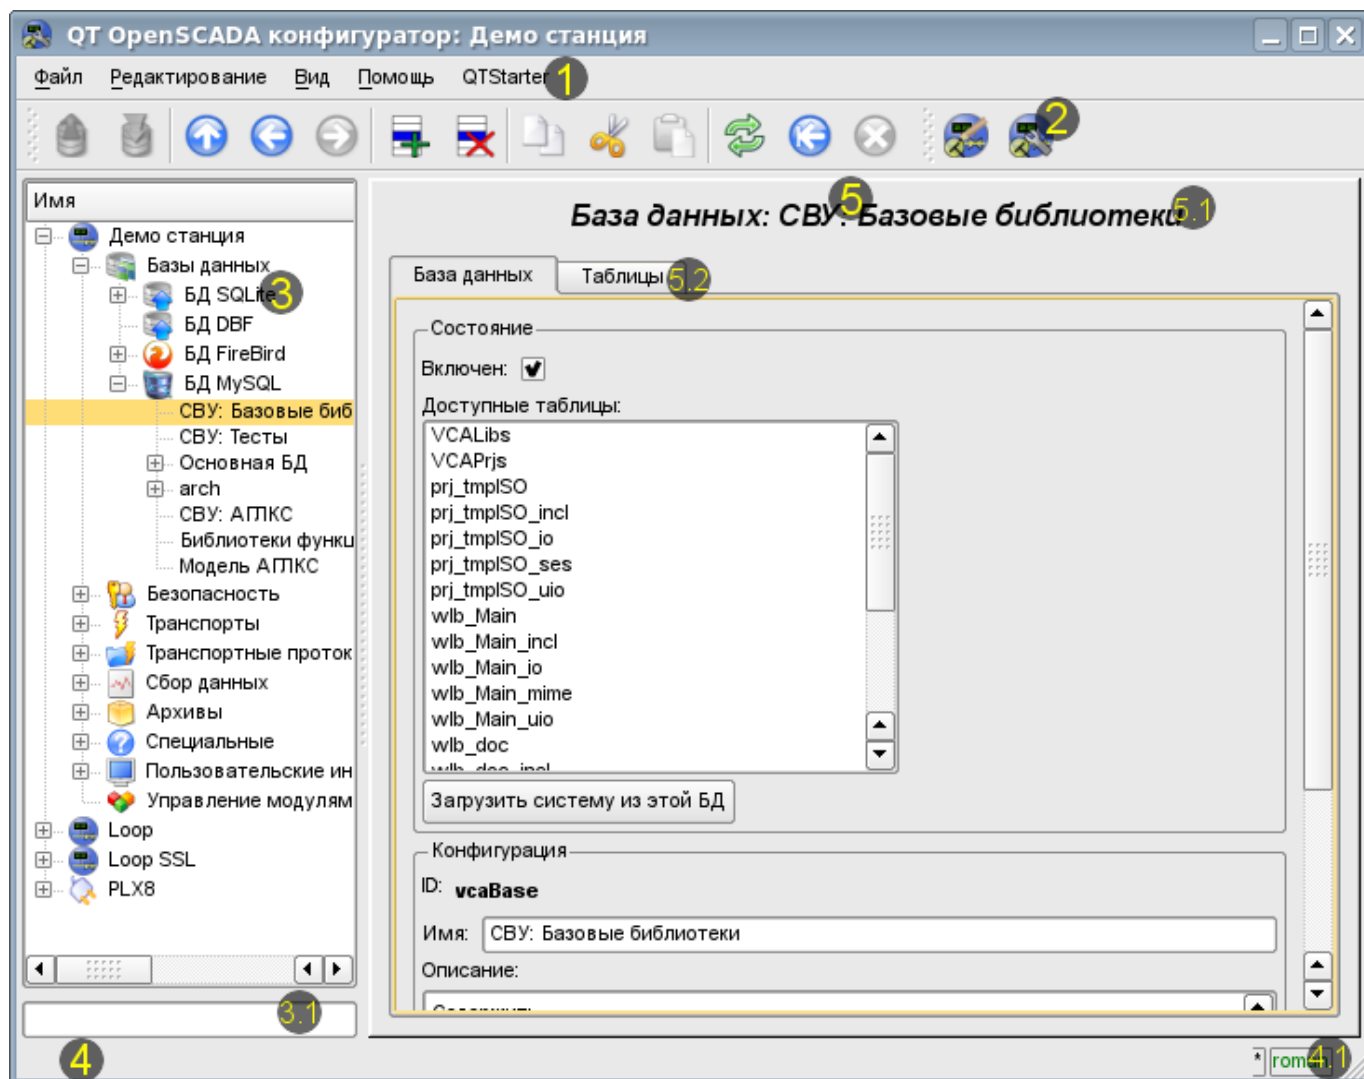 QT OpenSCADA конфигуратор: Демо станция
Файл Редактирование Вид Помощь QTStarter 1
2
Имя
Демо станция
Базы данных
БД SQLite 3
БД DBF
БД FireBird
БД MySQL
СВУ: Базовые биб
СВУ: Тесты
Основная БД
arch
СВУ: АГЛКС
Библиотеки функц
Модель АГЛКС
Безопасность
Транспорты
Транспортные проток
Сбор данных
Архивы
Специальные
Пользовательские ин
Управление модулям
Loop
Loop SSL
PLX8
3.1
5
База данных: СВУ: Базовые библиотеки 5.1
База данных Таблицы 5.2
Состояние
Включен:
Доступные таблицы:
VCALibs
VCAPrjs
prj_tmplSO
prj_tmplSO_incl
prj_tmplSO_io
prj_tmplSO_ses
prj_tmplSO_uio
wlb_Main
wlb_Main_incl
wlb_Main_io
wlb_Main_mime
wlb_Main_uio
wlb_doc
wlb_doc_incl
Загрузить систему из этой БД
Конфигурация
ID: vcaBase
Имя: СВУ: Базовые библиотеки
Описание:
4
* roman 4.1